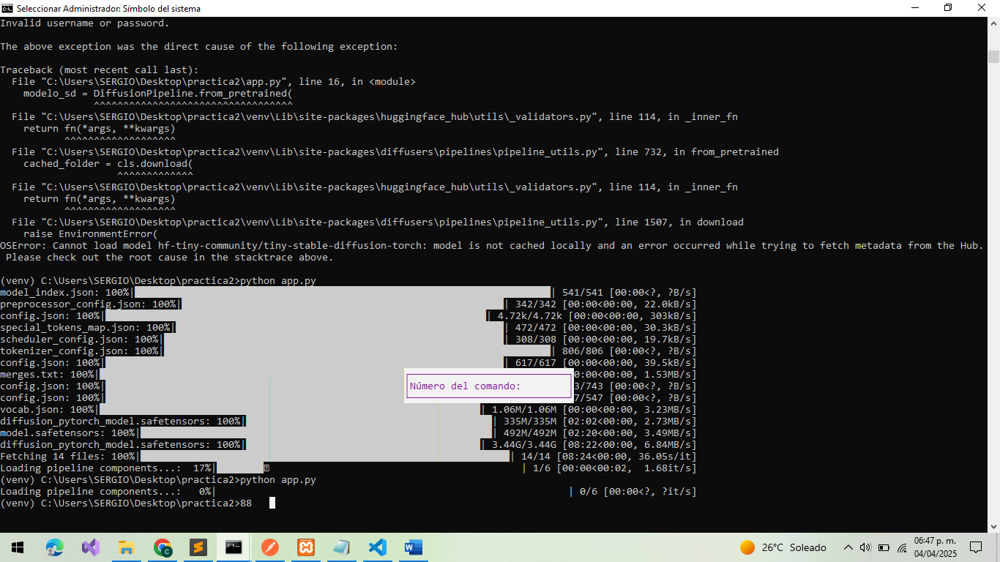 Seleccionar Administrador: Símbolo del sistema
Invalid username or password.
The above exception was the direct cause of the following exception:
Traceback (most recent call last):
File "C:\Users\SERGIO\Desktop\practica2\app.py", line 16, in <module>
modelo_sd = DiffusionPipeline.from_pretrained(
^^^^^^^^^^^^^^^^^^^^^^^^^^^^^^^^^^
File "C:\Users\SERGIO\Desktop\practica2\venv\Lib\site-packages\huggingface_hub\utils\_validators.py", line 114, in _inner_fn
return fn(*args, **kwargs)
^^^^^^^^^^^^^^^^^^^
File "C:\Users\SERGIO\Desktop\practica2\venv\Lib\site-packages\diffusers\pipelines\pipeline_utils.py", line 732, in from_pretrained
cached_folder = cls.download(
^^^^^^^^^^^^^
File "C:\Users\SERGIO\Desktop\practica2\venv\Lib\site-packages\huggingface_hub\utils\_validators.py", line 114, in _inner_fn
return fn(*args, **kwargs)
^^^^^^^^^^^^^^^^^^^
File "C:\Users\SERGIO\Desktop\practica2\venv\Lib\site-packages\diffusers\pipelines\pipeline_utils.py", line 1507, in download
raise EnvironmentError(
OSError: Cannot load model hf-tiny-community/tiny-stable-diffusion-torch: model is not cached locally and an error occurred while trying to fetch metadata from the Hub.
Please check out the root cause in the stacktrace above.
(venv) C:\Users\SERGIO\Desktop\practica2>python app.py
model_index.json: 100%| | 541/541 [00:00<?, ?B/s]
preprocessor_config.json: 100%| | 342/342 [00:00<00:00, 22.0kB/s]
config.json: 100%| | 4.72k/4.72k [00:00<00:00, 303kB/s]
special_tokens_map.json: 100%| | 472/472 [00:00<00:00, 30.3kB/s]
scheduler_config.json: 100%| | 308/308 [00:00<00:00, 19.7kB/s]
tokenizer_config.json: 100%| | 806/806 [00:00<?, ?B/s]
config.json: 100%| | 617/617 [00:00<00:00, 39.5kB/s]
merges.txt: 100%| 0:00<00:00, 1.53MB/s]
Número del comando:
config.json: 100%| 3/743 [00:00<?, ?B/s]
config.json: 100%| 7/547 [00:00<?, ?B/s]
vocab.json: 100%| | 1.06M/1.06M [00:00<00:00, 3.23MB/s]
diffusion_pytorch_model.safetensors: 100%| | 335M/335M [02:02<00:00, 2.73MB/s]
model.safetensors: 100%| | 492M/492M [02:20<00:00, 3.49MB/s]
diffusion_pytorch_model.safetensors: 100%| | 3.44G/3.44G [08:22<00:00, 6.84MB/s]
Fetching 14 files: 100%| | 14/14 [08:24<00:00, 36.05s/it]
Loading pipeline components...: 17%| | 1/6 [00:00<00:02, 1.68it/s]
(venv) C:\Users\SERGIO\Desktop\practica2>python app.py
Loading pipeline components...: 0%| | 0/6 [00:00<?, ?it/s]
(venv) C:\Users\SERGIO\Desktop\practica2>88
26°C Soleado
06:47 p. m.
04/04/2025